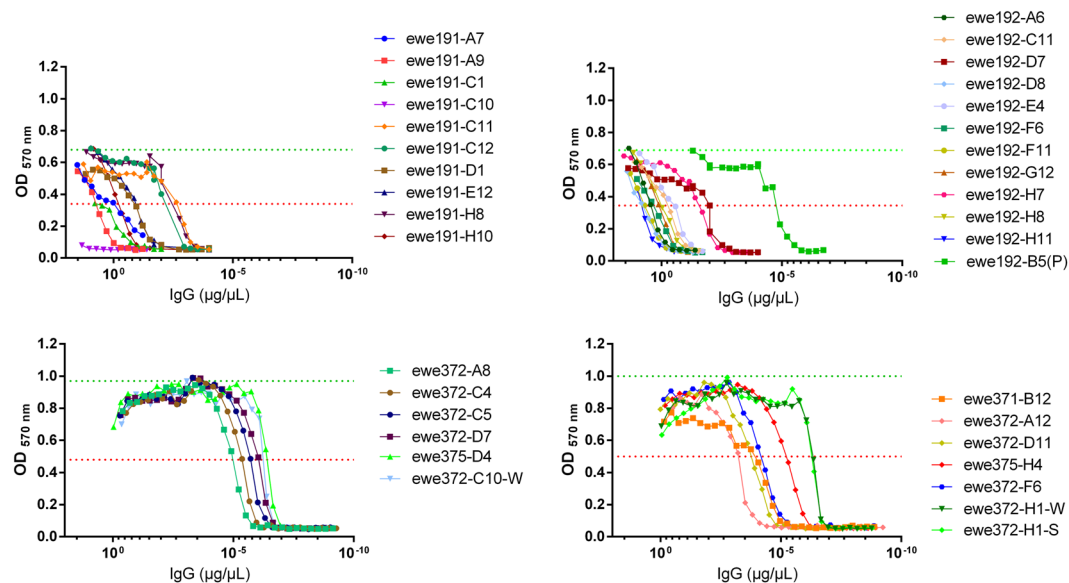 1.2
1.0
0.8
0.6
0.4
0.2
0.0
OD 570 nm
10⁰
10⁻⁵
10⁻¹⁰
IgG (µg/µL)
ewe191-A7
ewe191-A9
ewe191-C1
ewe191-C10
ewe191-C11
ewe191-C12
ewe191-D1
ewe191-E12
ewe191-H8
ewe191-H10
1.2
1.0
0.8
0.6
0.4
0.2
0.0
OD 570 nm
10⁰
10⁻⁵
10⁻¹⁰
IgG (µg/µL)
ewe192-A6
ewe192-C11
ewe192-D7
ewe192-D8
ewe192-E4
ewe192-F6
ewe192-F11
ewe192-G12
ewe192-H7
ewe192-H8
ewe192-H11
ewe192-B5(P)
1.2
1.0
0.8
0.6
0.4
0.2
0.0
OD 570 nm
10⁰
10⁻⁵
10⁻¹⁰
IgG (µg/µL)
ewe372-A8
ewe372-C4
ewe372-C5
ewe372-D7
ewe375-D4
ewe372-C10-W
1.2
1.0
0.8
0.6
0.4
0.2
0.0
OD 570 nm
10⁰
10⁻⁵
10⁻¹⁰
IgG (µg/µL)
ewe371-B12
ewe372-A12
ewe372-D11
ewe375-H4
ewe372-F6
ewe372-H1-W
ewe372-H1-S